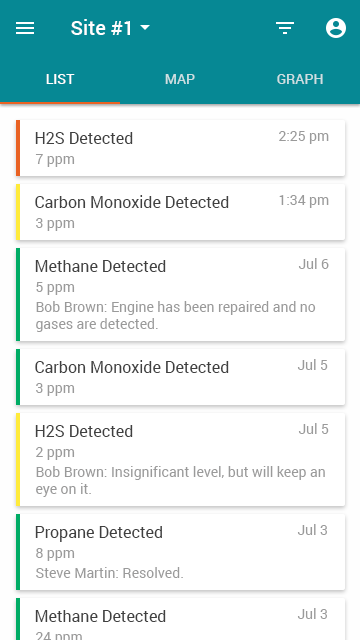 Site #1
LIST MAP GRAPH
H2S Detected 2:25 pm
7 ppm
Carbon Monoxide Detected 1:34 pm
3 ppm
Methane Detected Jul 6
5 ppm
Bob Brown: Engine has been repaired and no
gases are detected.
Carbon Monoxide Detected Jul 5
3 ppm
H2S Detected Jul 5
2 ppm
Bob Brown: Insignificant level, but will keep an
eye on it.
Propane Detected Jul 3
8 ppm
Steve Martin: Resolved.
Methane Detected Jul 3
24 ppm